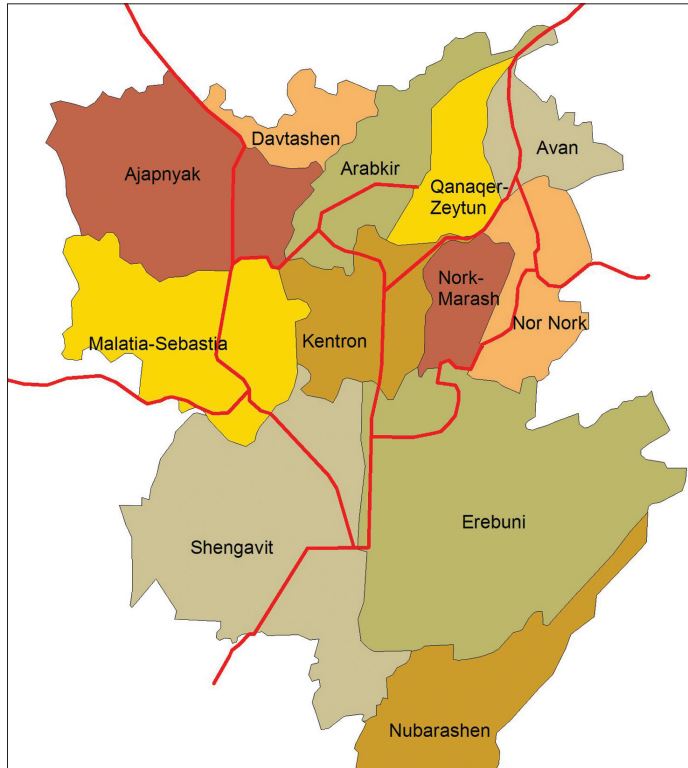 Davtashen
Avan
Arabkir
Ajapnyak
Qanaqer-
Zeytun
Nork-
Marash
Nor Nork
Malatia-Sebastia
Kentron
Erebuni
Shengavit
Nubarashen